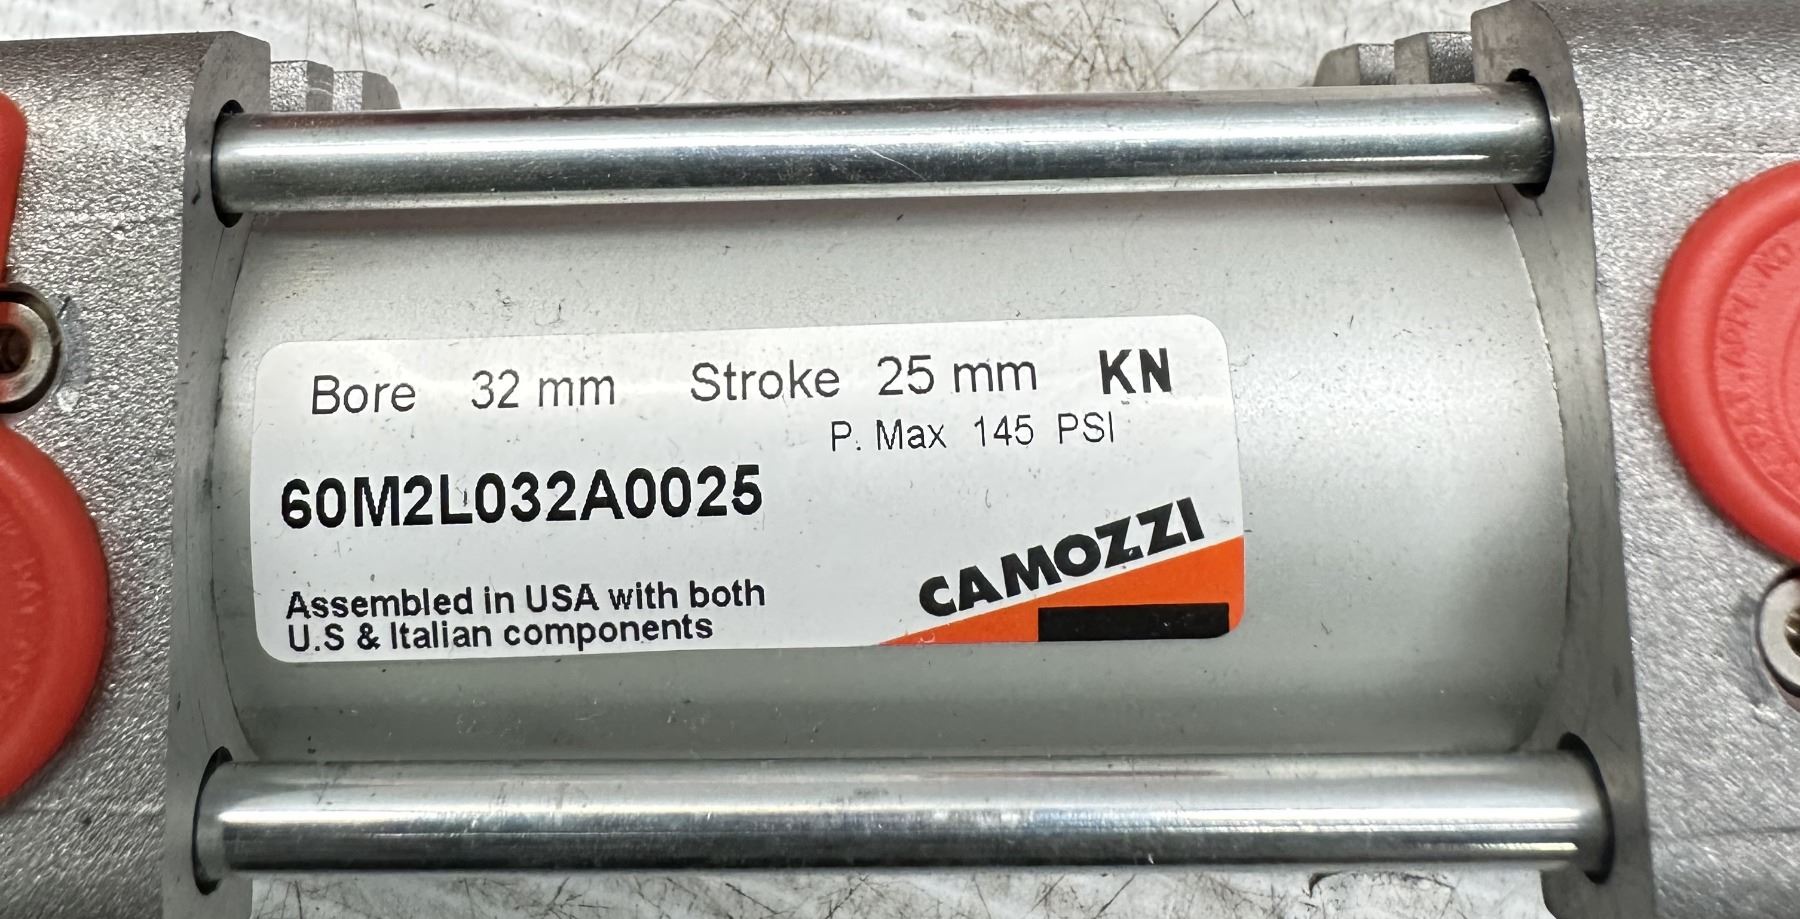 Bore 32 mm Stroke 25 mm KN
P. Max 145 PSI
60M2L032A0025
Assembled in USA with both
U.S & Italian components
CAMOZZI